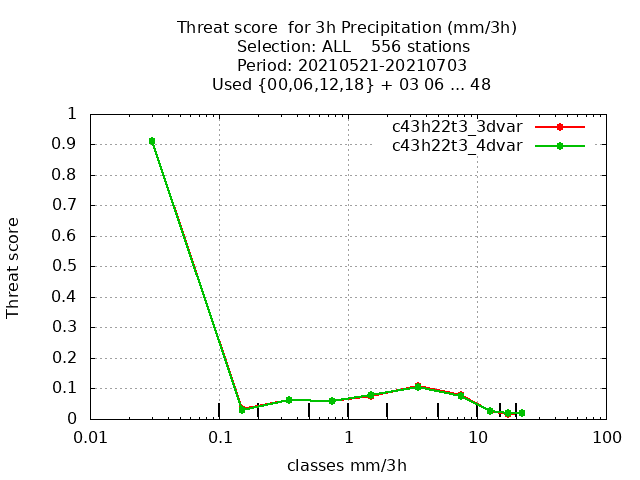 Threat score  for 3h Precipitation (mm/3h)
Selection: ALL    556 stations
Period: 20210521-20210703
Used {00,06,12,18} + 03 06 ... 48
c43h22t3_3dvar
c43h22t3_4dvar
1
0.9
0.8
0.7
0.6
0.5
0.4
0.3
0.2
0.1
0
Threat score
0.01
0.1
1
10
100
classes mm/3h